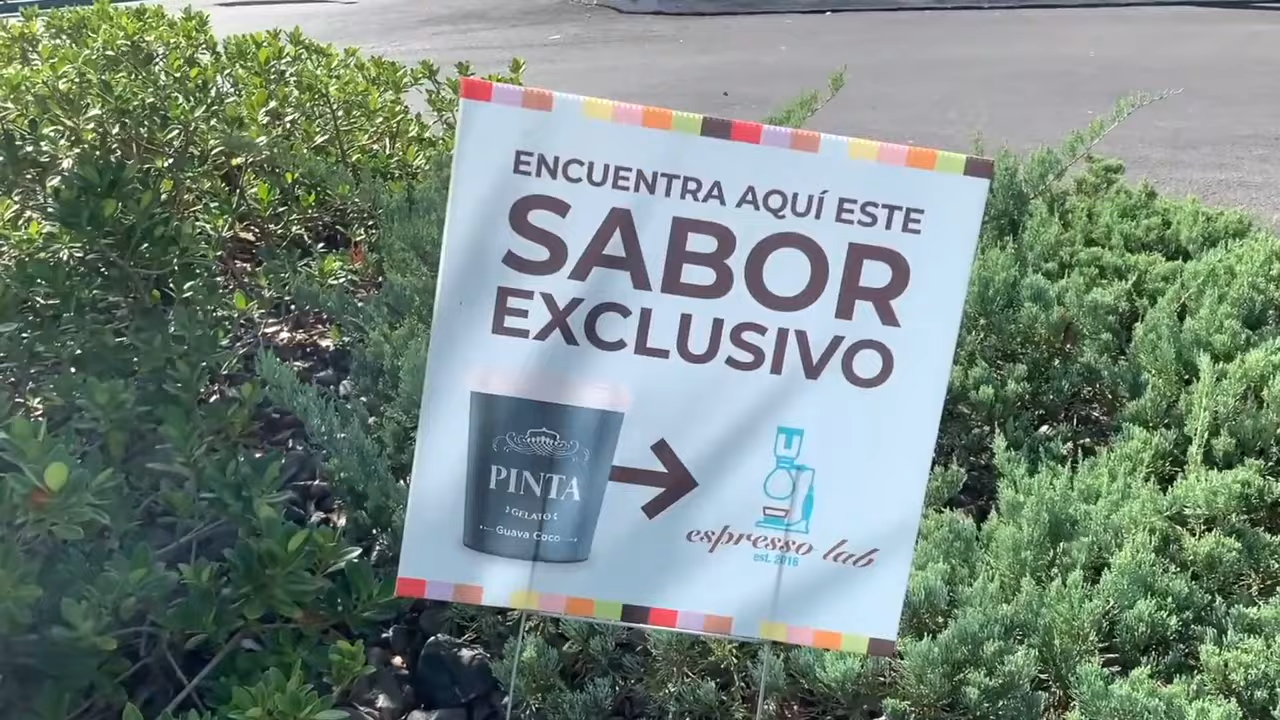 ENCUENTRA AQUÍ ESTE
SABOR
EXCLUSIVO
PINTA
GELATO
Guava Coco
espresso lab
est. 2016